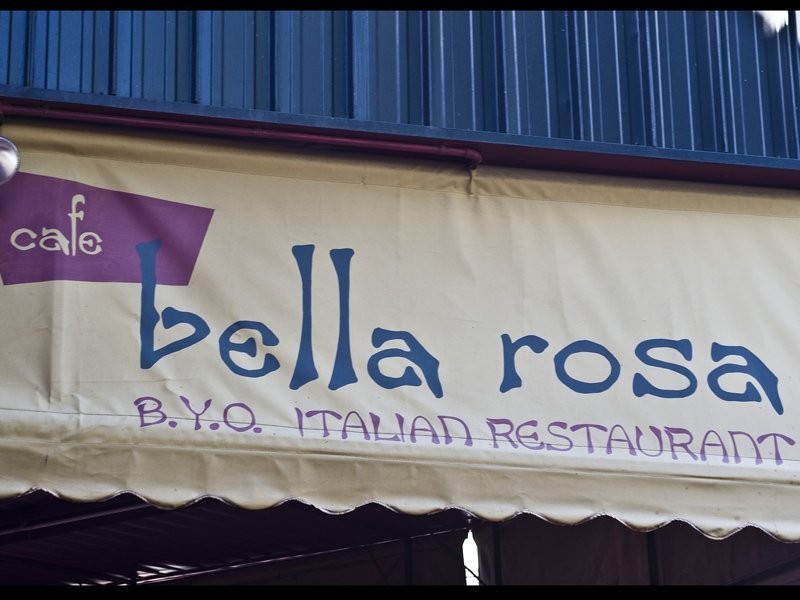 cafe
bella rosa
B.Y.O. ITALIAN RESTAURANT